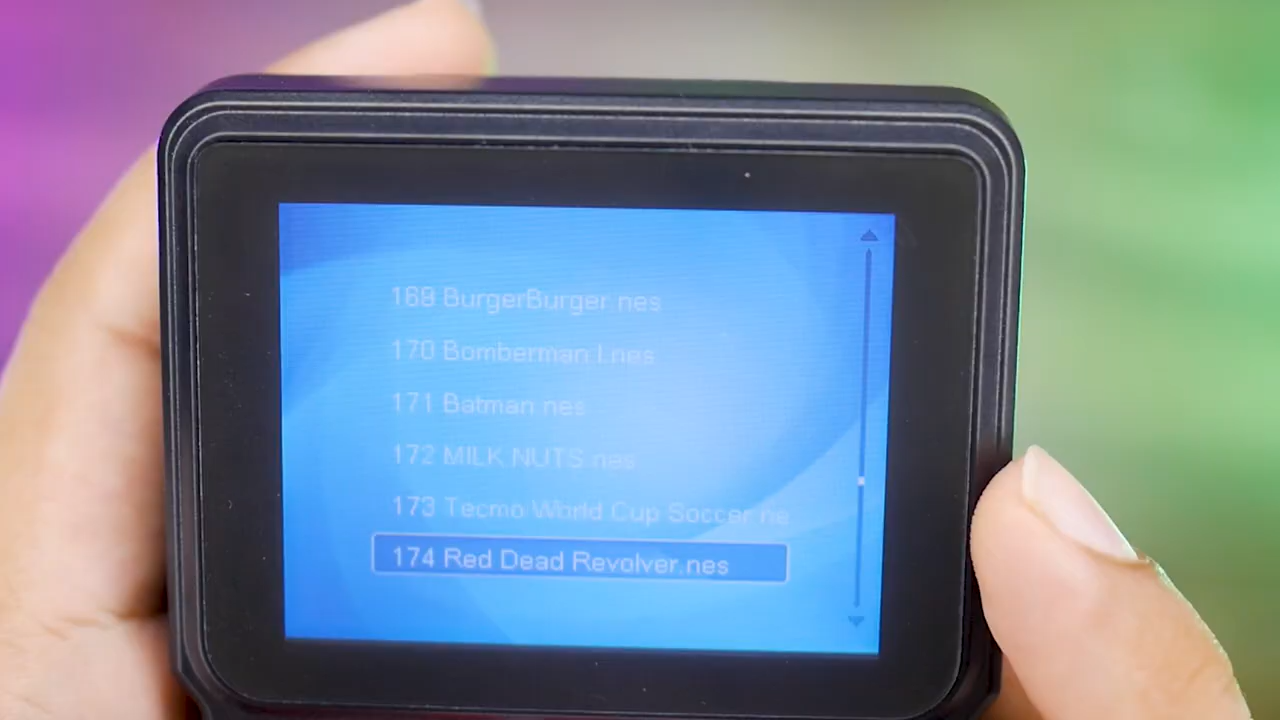 169 BurgerBurger.nes
170 Bomberman I.nes
171 Batman.nes
172 MILK NUTS.nes
173 Tecmo World Cup Soccer.ne
174 Red Dead Revolver.nes